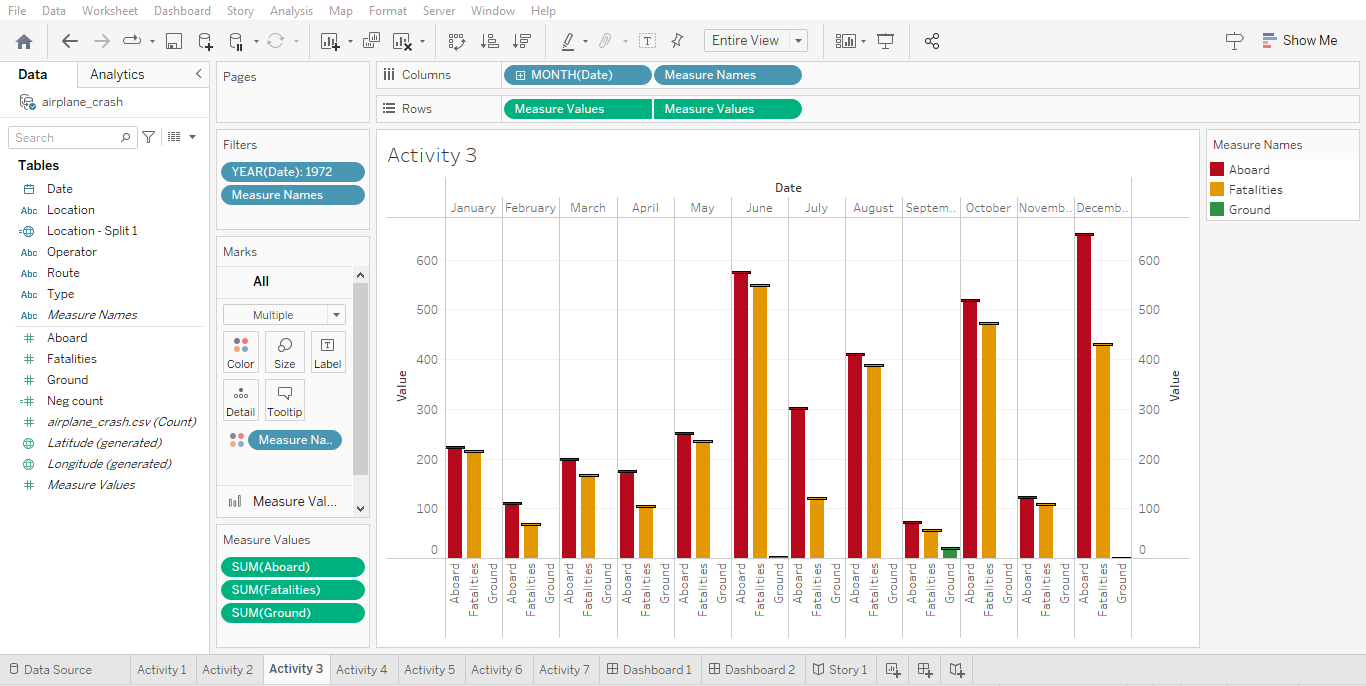 File Data Worksheet Dashboard Story Analysis Map Format Server Window Help
Entire View
Show Me
Data Analytics
airplane_crash
Search
Tables
Date
Abc Location
Location - Split 1
Abc Operator
Abc Route
Abc Type
Abc Measure Names
Aboard
Fatalities
Ground
Neg count
airplane_crash.csv (Count)
Latitude (generated)
Longitude (generated)
Measure Values
Pages
Filters
YEAR(Date): 1972
Measure Names
Marks
All
Multiple
Color Size Label
Detail Tooltip
Measure Na..
Measure Val...
Measure Values
SUM(Aboard)
SUM(Fatalities)
SUM(Ground)
Columns MONTH(Date) Measure Names
Rows Measure Values Measure Values
Activity 3
Date
January February March April May June July August Septem.. October Novemb.. Decemb..
600 600
500 500
400 400
300 300
200 200
100 100
0 0
Value Value
Aboard Fatalities Ground Aboard Fatalities Ground Aboard Fatalities Ground Aboard Fatalities Ground Aboard Fatalities Ground Aboard Fatalities Ground Aboard Fatalities Ground Aboard Fatalities Ground Aboard Fatalities Ground Aboard Fatalities Ground Aboard Fatalities Ground Aboard Fatalities Ground
Measure Names
Aboard
Fatalities
Ground
Data Source Activity 1 Activity 2 Activity 3 Activity 4 Activity 5 Activity 6 Activity 7 Dashboard 1 Dashboard 2 Story 1